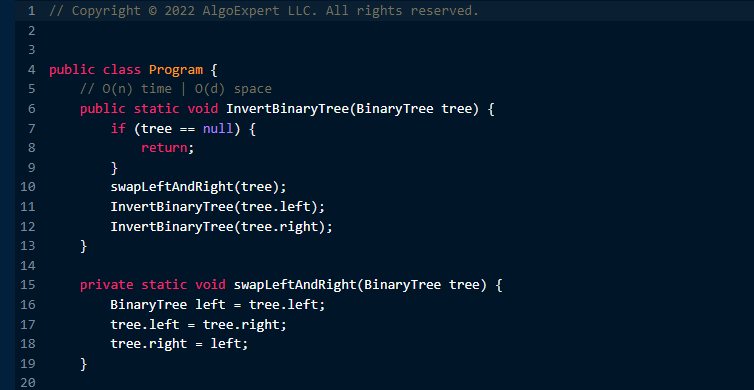 1 // Copyright © 2022 AlgoExpert LLC. All rights reserved.
2
3
4 public class Program {
5     // O(n) time | O(d) space
6     public static void InvertBinaryTree(BinaryTree tree) {
7         if (tree == null) {
8             return;
9         }
10         swapLeftAndRight(tree);
11         InvertBinaryTree(tree.left);
12         InvertBinaryTree(tree.right);
13     }
14
15     private static void swapLeftAndRight(BinaryTree tree) {
16         BinaryTree left = tree.left;
17         tree.left = tree.right;
18         tree.right = left;
19     }
20